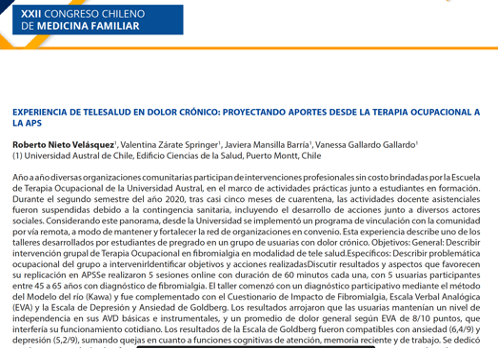 XXII CONGRESO CHILENO
DE MEDICINA FAMILIAR
EXPERIENCIA DE TELESALUD EN DOLOR CRÓNICO: PROYECTANDO APORTES DESDE LA TERAPIA OCUPACIONAL A
LA APS
Roberto Nieto Velásquez¹, Valentina Zárate Springer¹, Javiera Mansilla Barría¹, Vanessa Gallardo Gallardo¹
(1) Universidad Austral de Chile, Edificio Ciencias de la Salud, Puerto Montt, Chile
Año a año diversas organizaciones comunitarias participan de intervenciones profesionales sin costo brindadas por la Escuela
de Terapia Ocupacional de la Universidad Austral, en el marco de actividades prácticas junto a estudiantes en formación.
Durante el segundo semestre del año 2020, tras casi cinco meses de cuarentena, las actividades docente asistenciales
fueron suspendidas debido a la contingencia sanitaria, incluyendo el desarrollo de acciones junto a diversos actores
sociales. Considerando este panorama, desde la Universidad se implementó un programa de vinculación con la comunidad
por vía remota, a modo de mantener y fortalecer la red de organizaciones en convenio. Esta experiencia describe uno de los
talleres desarrollados por estudiantes de pregrado en un grupo de usuarias con dolor crónico. Objetivos: General: Describir
intervención grupal de Terapia Ocupacional en fibromialgia en modalidad de tele salud.Específicos: Describir problemática
ocupacional del grupo a intervenirIdentificar objetivos y acciones realizadasDiscutir resultados y aspectos que favorecen
su replicación en APSSe realizaron 5 sesiones online con duración de 60 minutos cada una, con 5 usuarias participantes
entre 45 a 65 años con diagnóstico de fibromialgia. El taller comenzó con un diagnóstico participativo mediante el método
del Modelo del río (Kawa) y fue complementado con el Cuestionario de Impacto de Fibromialgia, Escala Verbal Analógica
(EVA) y la Escala de Depresión y Ansiedad de Goldberg. Los resultados arrojaron que las usuarias mantenían un nivel de
independencia en sus AVD básicas e instrumentales, y un promedio de dolor general según EVA de 8/10 puntos, que
interfería su funcionamiento cotidiano. Los resultados de la Escala de Goldberg fueron compatibles con ansiedad (6,4/9) y
depresión (5,2/9), sumando quejas en cuanto a funciones cognitivas de atención, memoria reciente y de trabajo. Se dedicó